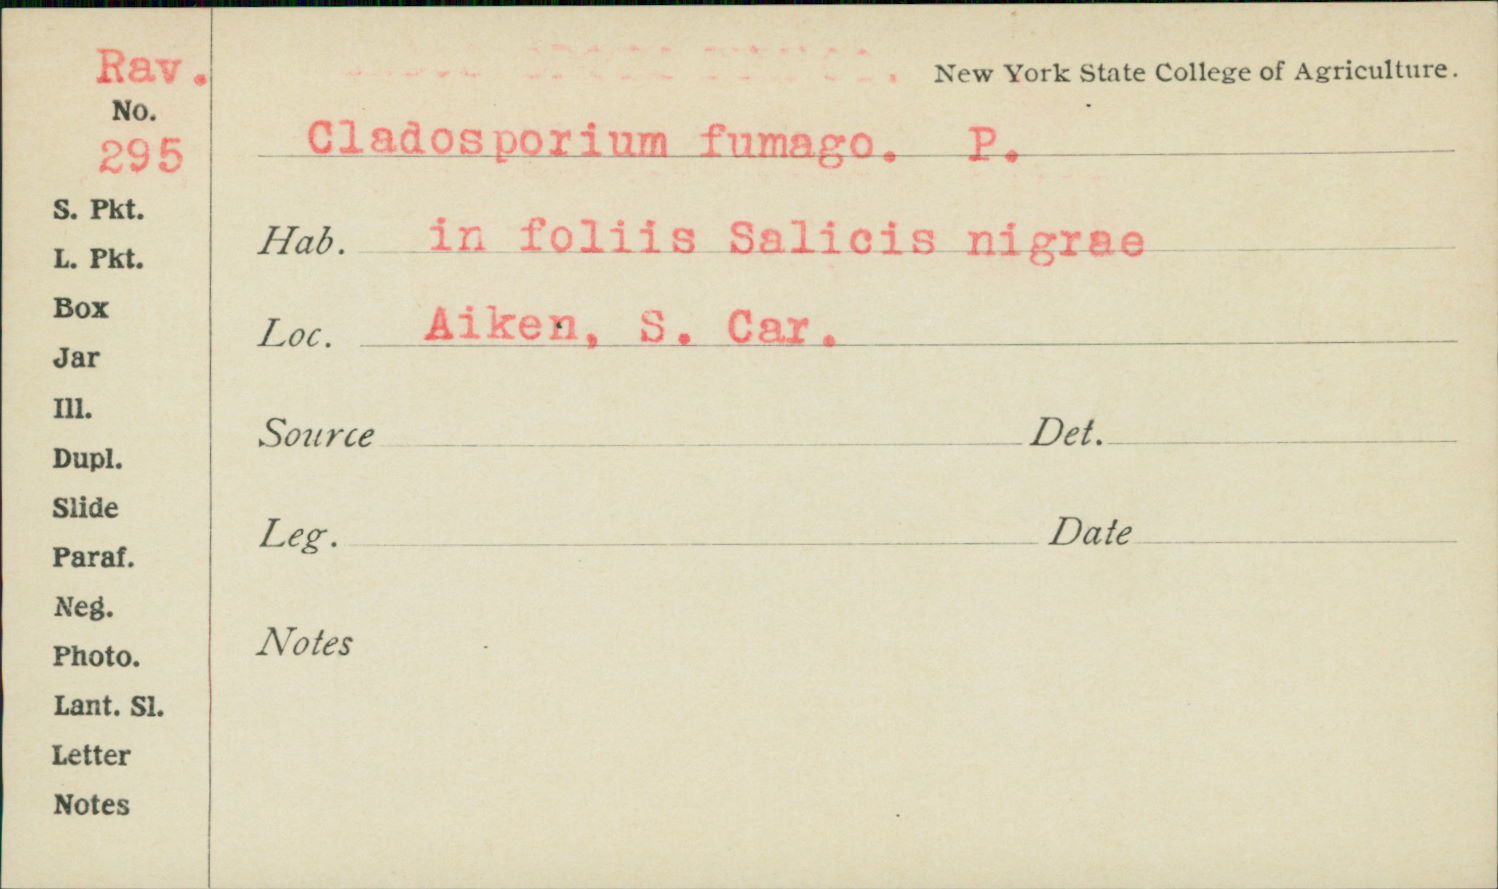 Rav.
No.
295
S. Pkt.
L. Pkt.
Box
Jar
Ill.
Dupl.
Slide
Paraf.
Neg.
Photo.
Lant. Sl.
Letter
Notes
New York State College of Agriculture.
Cladosporium fumago. P.
Hab. in foliis Salicis nigrae
Loc. Aiken, S. Car.
Source Det.
Leg. Date
Notes